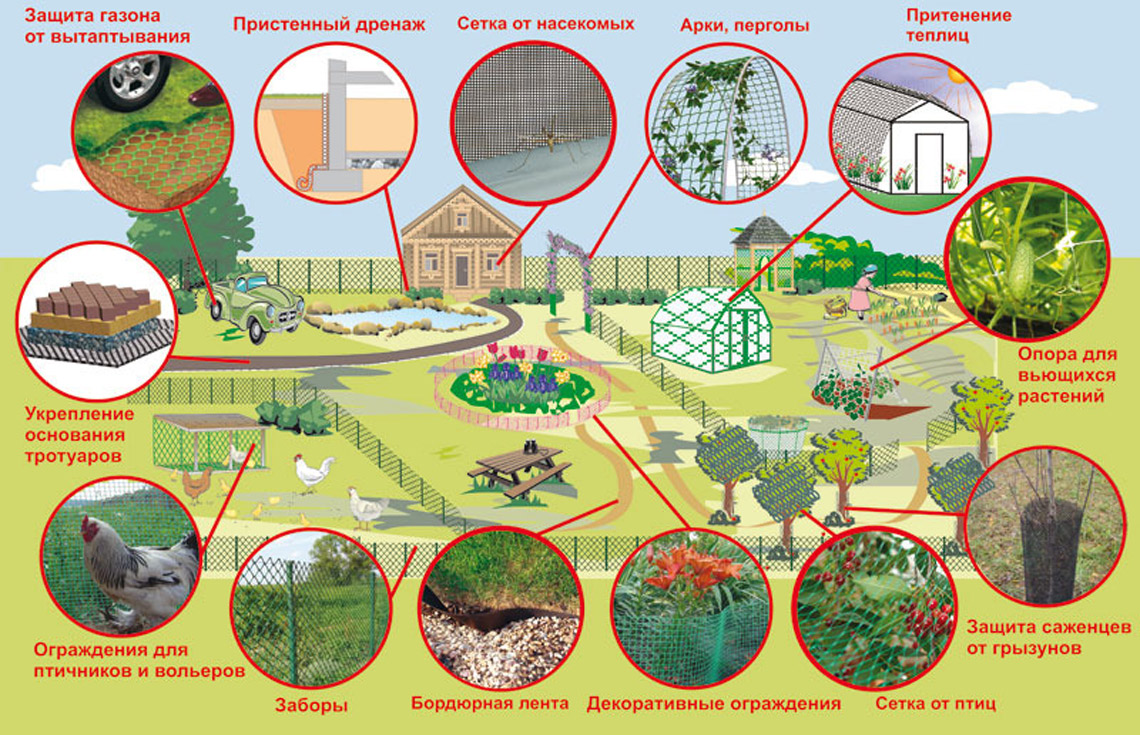 Защита газона
от вытаптывания
Пристенный дренаж
Сетка от насекомых
Арки, перголы
Притенение
теплиц
Опора для
вьющихся
растений
Укрепление
основания
тротуаров
Ограждения для
птичников и вольеров
Заборы
Бордюрная лента
Декоративные ограждения
Сетка от птиц
Защита саженцев
от грызунов